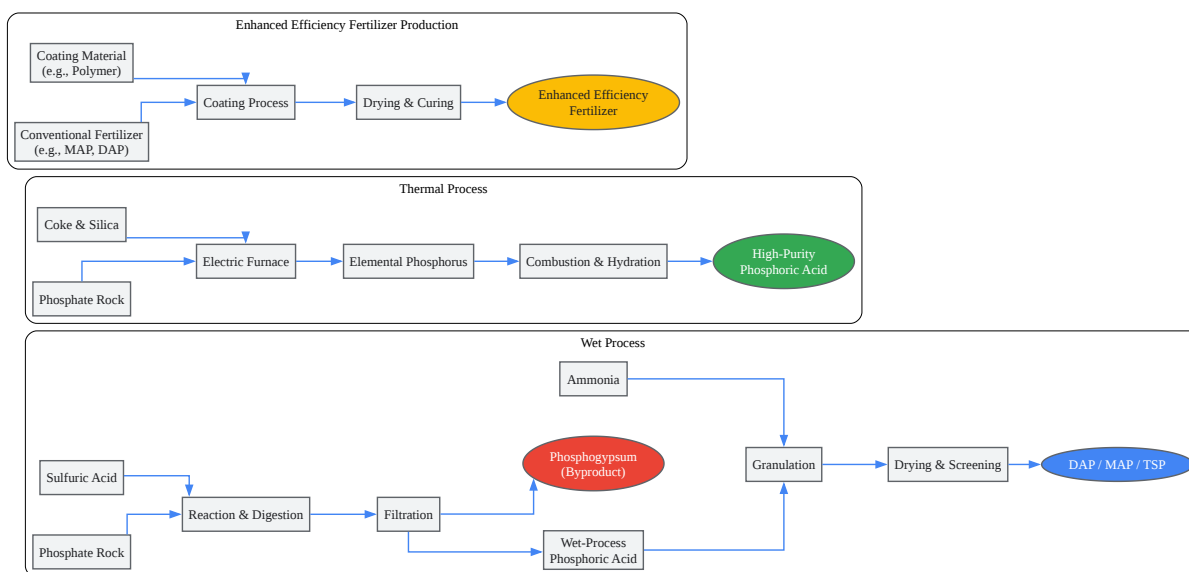 Enhanced Efficiency Fertilizer Production
Coating Material
(e.g., Polymer)
Conventional Fertilizer
(e.g., MAP, DAP)
Coating Process
Drying & Curing
Enhanced Efficiency
Fertilizer
Thermal Process
Coke & Silica
Phosphate Rock
Electric Furnace
Elemental Phosphorus
Combustion & Hydration
High-Purity
Phosphoric Acid
Wet Process
Ammonia
Sulfuric Acid
Phosphate Rock
Reaction & Digestion
Filtration
Phosphogypsum
(Byproduct)
Wet-Process
Phosphoric Acid
Granulation
Drying & Screening
DAP / MAP / TSP